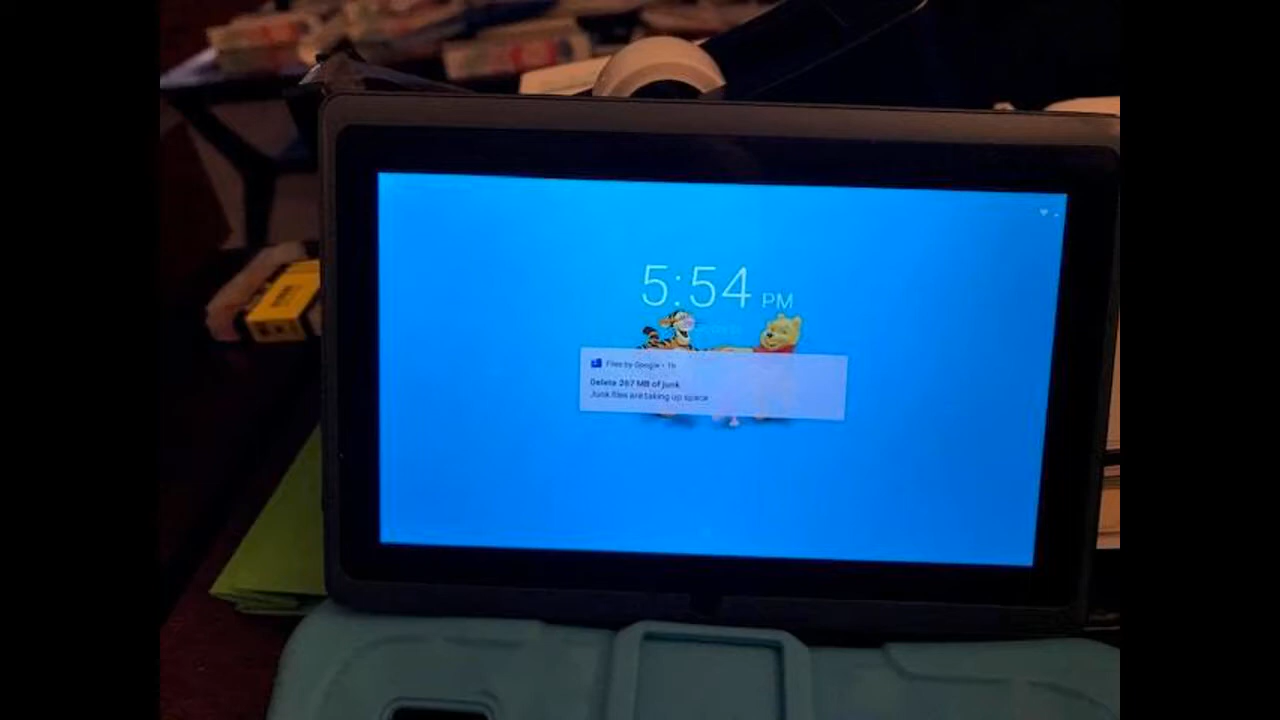 5:54 PM
Files by Google • 1h
Delete 267 MB of junk
Junk files are taking up space